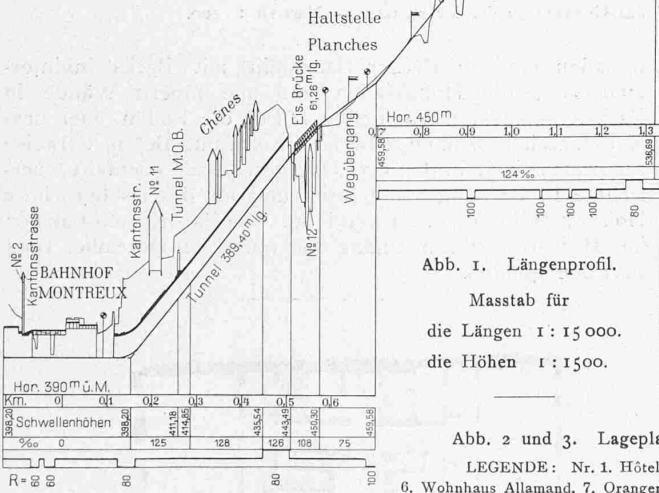 Haltstelle
Planches
Eis. Brücke
61,26 m lg.
Wegübergang
Nº 12
Chênes
Tunnel M.O.B.
Nº 11
Kantonsstr.
Tunnel 389,40 m lg.
Nº 2
Kantonsstrasse
BAHNHOF
MONTREUX
Hor. 450 m
0,7 0,8 0,9 1,0 1,1 1,2 1,3
459,58 536,69
124 ‰
100 100 100 100 80
Hor. 390 m ü. M.
Km. 0 0,1 0,2 0,3 0,4 0,5 0,6
398,20 Schwellenhöhen 398,20 411,18 414,85 435,54 443,49 450,30 459,58
‰ 0 125 128 126 108 75
R = 60 60 80 80 100
Abb. 1. Längenprofil.
Masstab für
die Längen 1 : 15 000.
die Höhen 1 : 1500.
Abb. 2 und 3. Lagepla
LEGENDE: Nr. 1. Hôtel
6. Wohnhaus Allamand, 7. Oranger